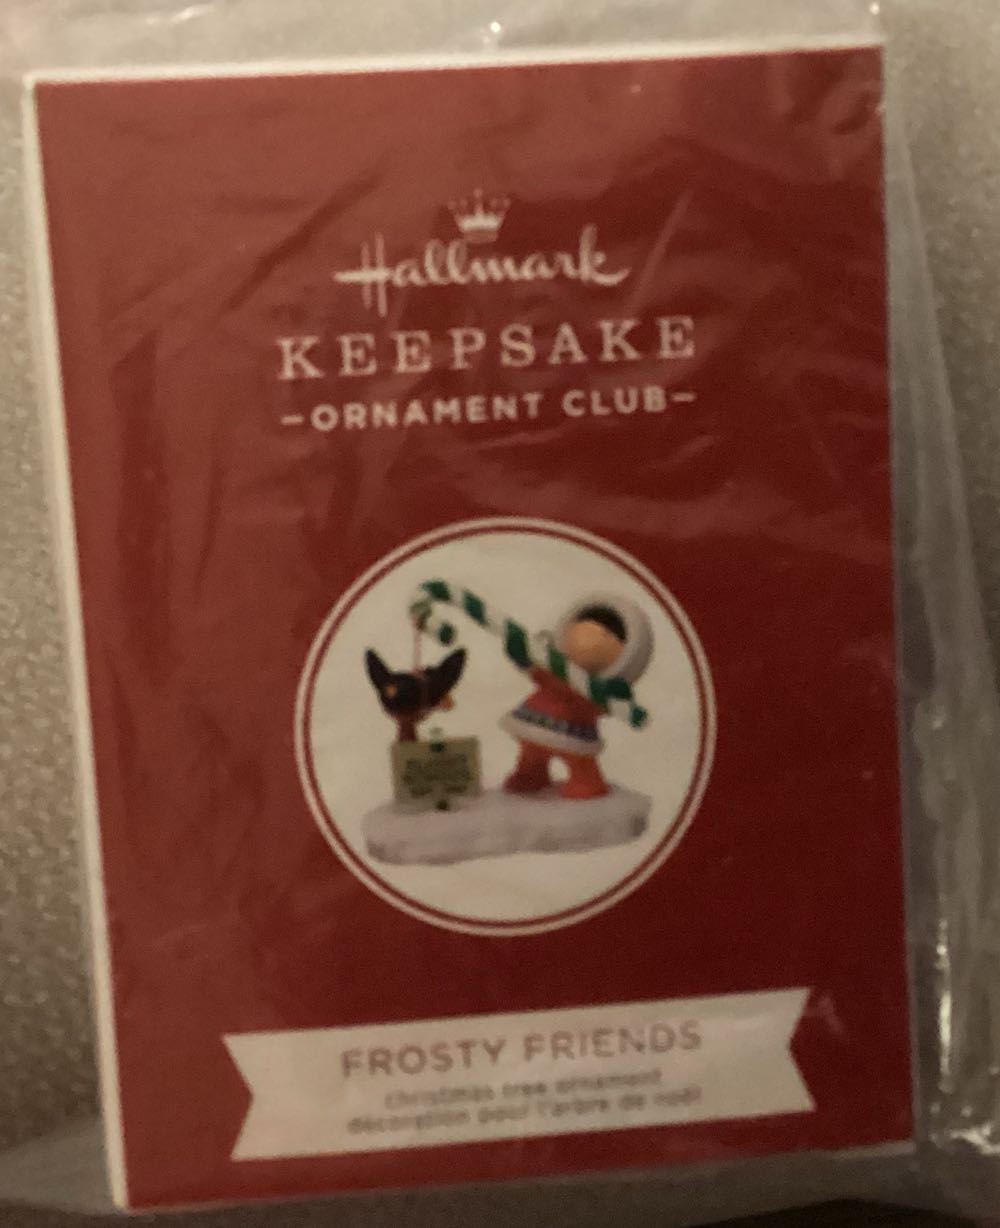 Hallmark
KEEPSAKE
-ORNAMENT CLUB-
FROSTY FRIENDS
christmas tree ornament
décoration pour l'arbre de noël